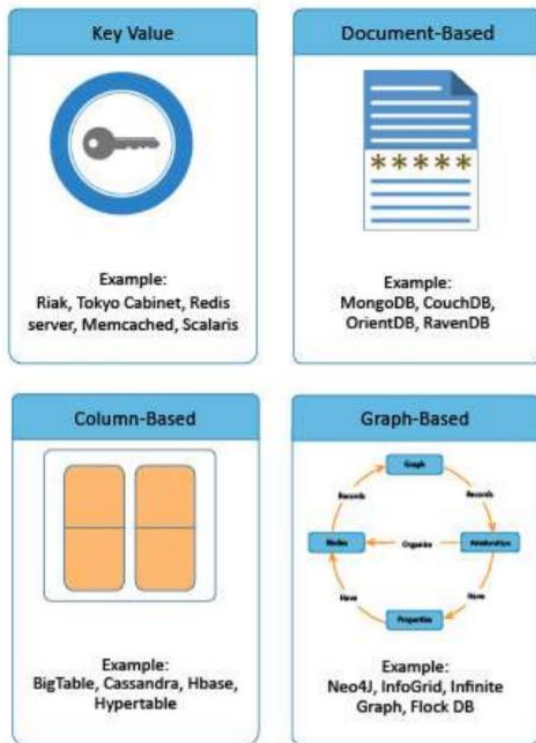 Key Value
Example:
Riak, Tokyo Cabinet, Redis
server, Memcached, Scalaris
Document-Based
*****
Example:
MongoDB, CouchDB,
OrientDB, RavenDB
Column-Based
Example:
BigTable, Cassandra, Hbase,
Hypertable
Graph-Based
Graph
Records
Records
Nodes
Organize
Relationships
Have
Have
Properties
Example:
Neo4J, InfoGrid, Infinite
Graph, Flock DB